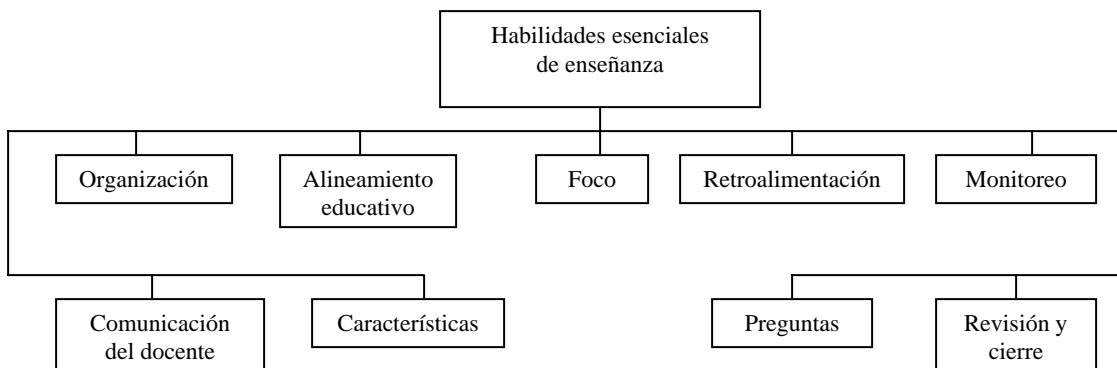 Habilidades esenciales
de enseñanza
Organización
Alineamiento
educativo
Foco
Retroalimentación
Monitoreo
Comunicación
del docente
Características
Preguntas
Revisión y
cierre